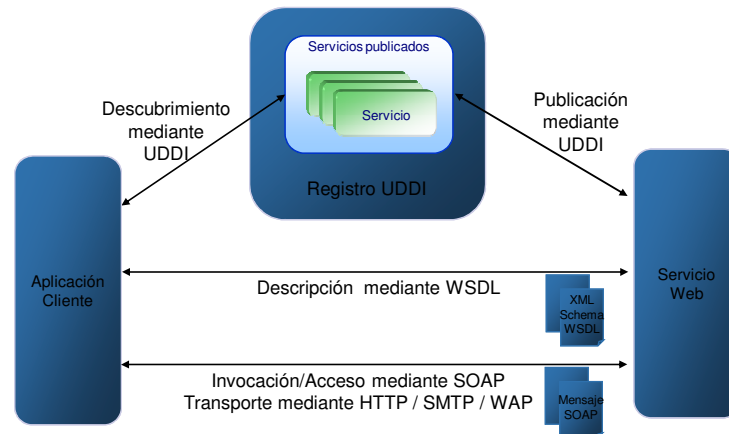 Servicios publicados
Servicio
Registro UDDI
Descubrimiento
mediante
UDDI
Publicación
mediante
UDDI
Aplicación
Cliente
Servicio
Web
Descripción mediante WSDL
XML
Schema
WSDL
Invocación/Acceso mediante SOAP
Transporte mediante HTTP / SMTP / WAP
Mensaje
SOAP